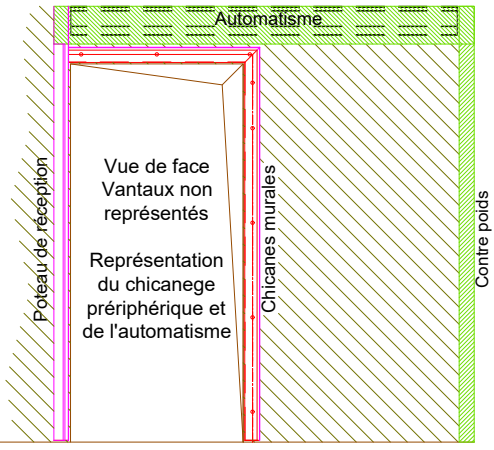 Automatisme
Poteau de réception
Vue de face
Vantaux non
représentés
Représentation
du chicanege
prériphérique et
de l'automatisme
Chicanes murales
Contre poids